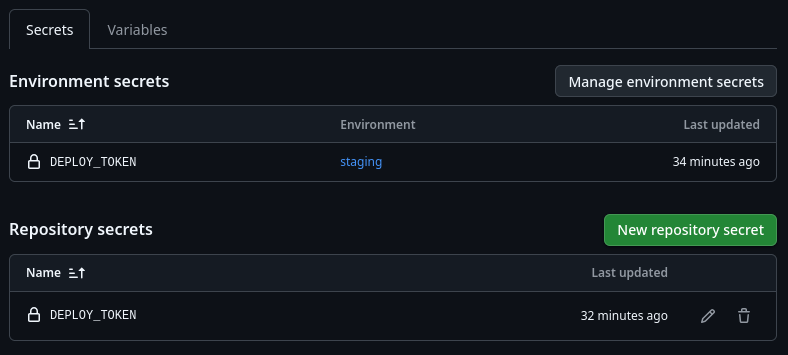 Secrets Variables
Environment secrets Manage environment secrets
Name Environment Last updated
DEPLOY_TOKEN staging 34 minutes ago
Repository secrets New repository secret
Name Last updated
DEPLOY_TOKEN 32 minutes ago